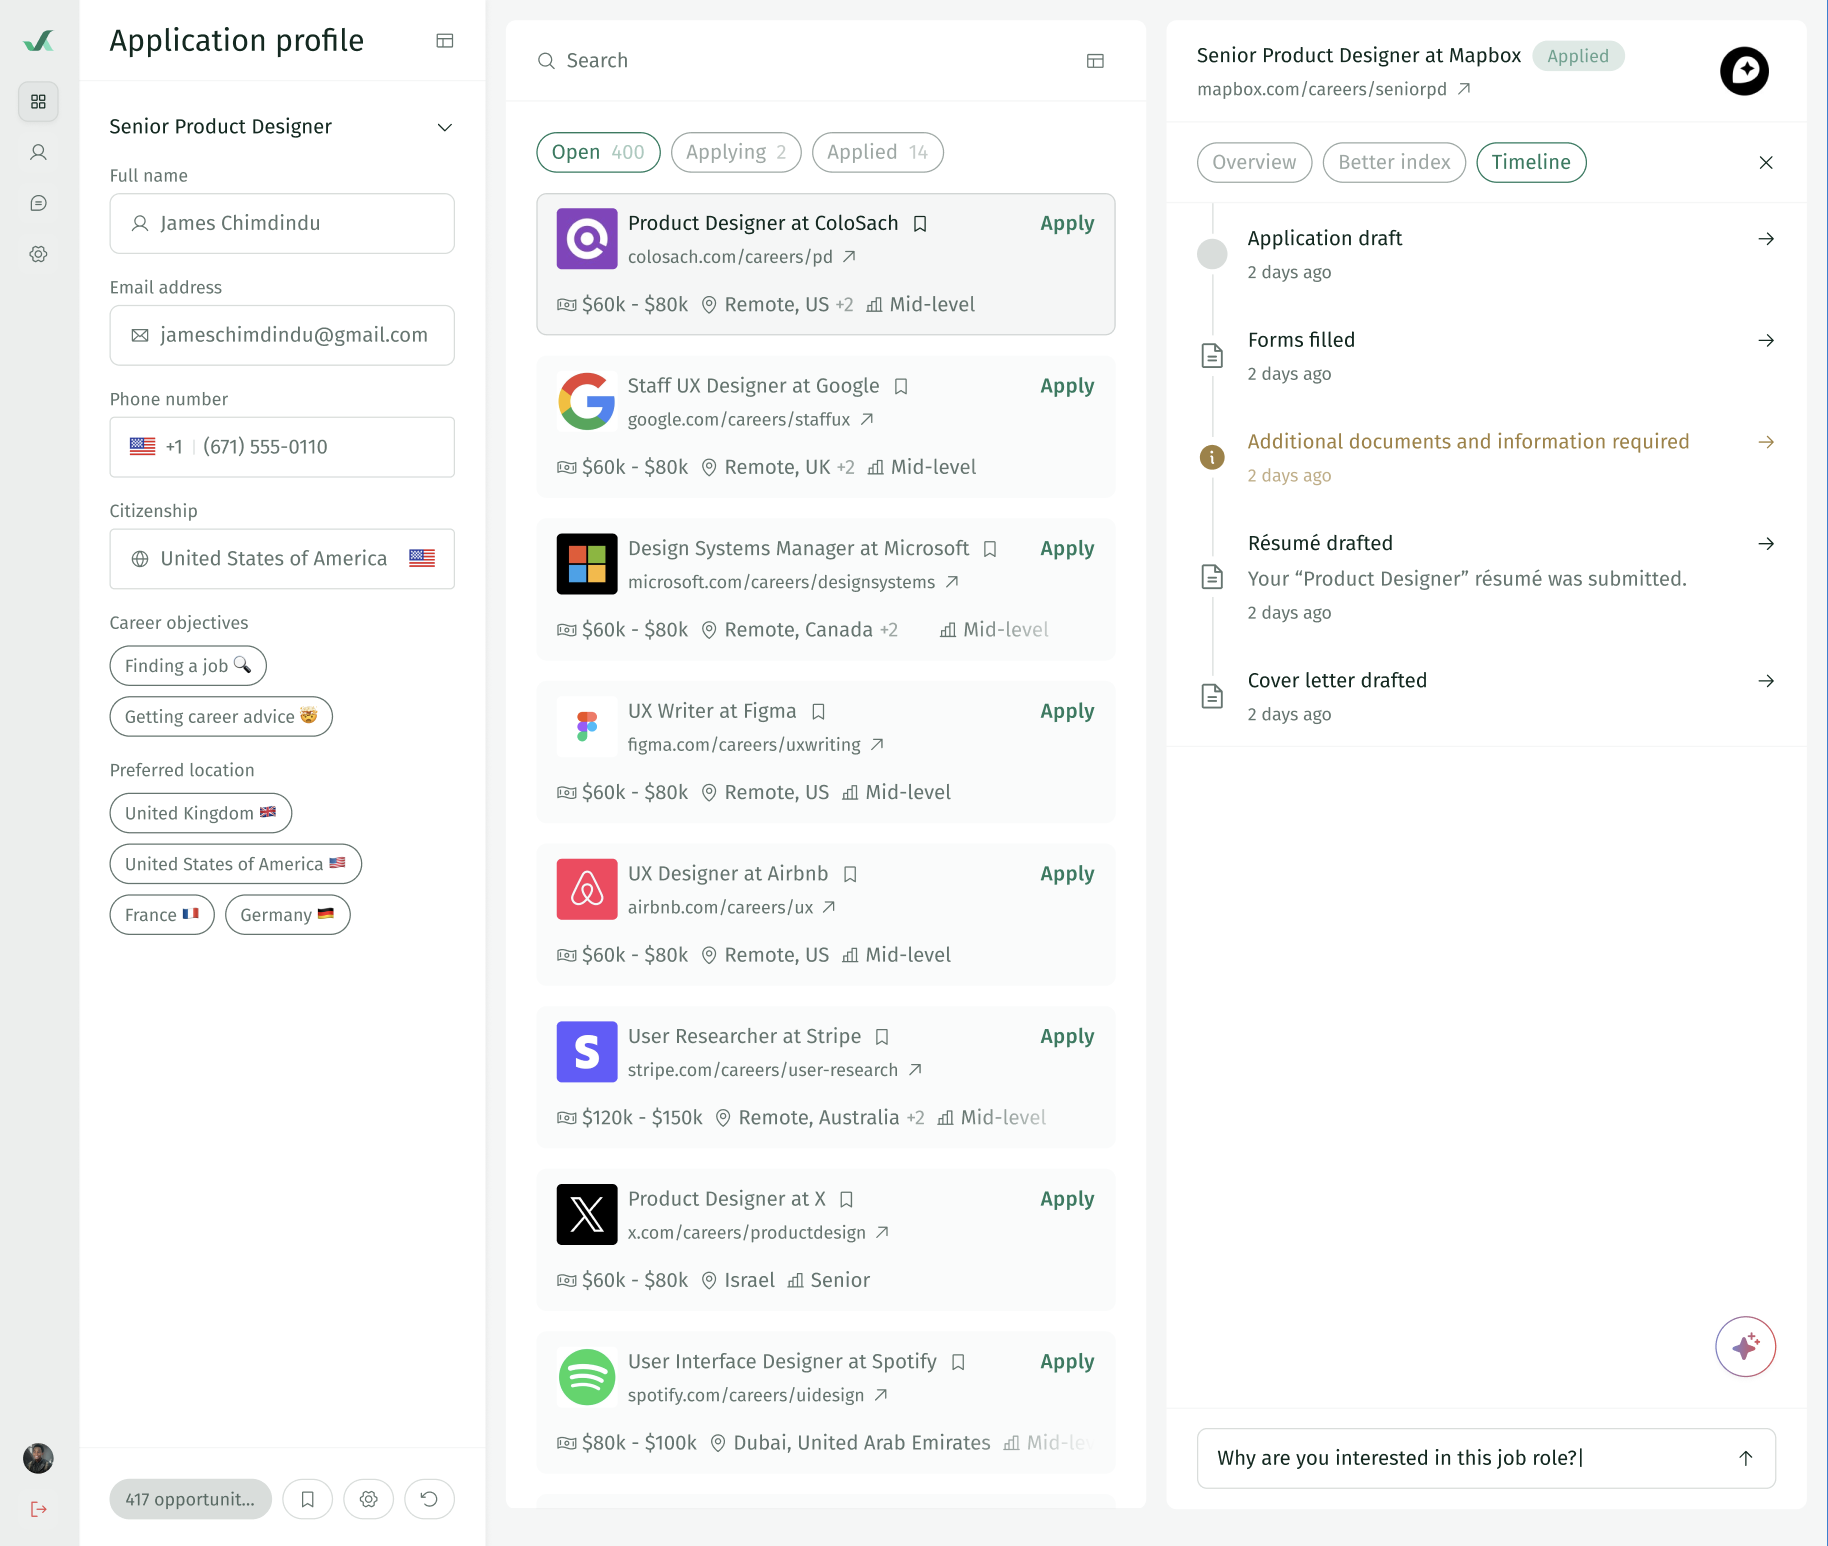 Application profile
Senior Product Designer
Full name
James Chimdindu
Email address
jameschimdindu@gmail.com
Phone number
+1 (671) 555-0110
Citizenship
United States of America
Career objectives
Finding a job 🔍
Getting career advice 🤯
Preferred location
United Kingdom 🇬🇧
United States of America 🇺🇸
France 🇫🇷 Germany 🇩🇪
417 opportunit...
Search
Open 400 Applying 2 Applied 14
Product Designer at ColoSach Apply
colosach.com/careers/pd
$60k - $80k Remote, US +2 Mid-level
Staff UX Designer at Google Apply
google.com/careers/staffux
$60k - $80k Remote, UK +2 Mid-level
Design Systems Manager at Microsoft Apply
microsoft.com/careers/designsystems
$60k - $80k Remote, Canada +2 Mid-level
UX Writer at Figma Apply
figma.com/careers/uxwriting
$60k - $80k Remote, US Mid-level
UX Designer at Airbnb Apply
airbnb.com/careers/ux
$60k - $80k Remote, US Mid-level
User Researcher at Stripe Apply
stripe.com/careers/user-research
$120k - $150k Remote, Australia +2 Mid-level
Product Designer at X Apply
x.com/careers/productdesign
$60k - $80k Israel Senior
User Interface Designer at Spotify Apply
spotify.com/careers/uidesign
$80k - $100k Dubai, United Arab Emirates Mid-lev
Senior Product Designer at Mapbox Applied
mapbox.com/careers/seniorpd
Overview Better index Timeline
Application draft
2 days ago
Forms filled
2 days ago
Additional documents and information required
2 days ago
Résumé drafted
Your “Product Designer” résumé was submitted.
2 days ago
Cover letter drafted
2 days ago
Why are you interested in this job role?